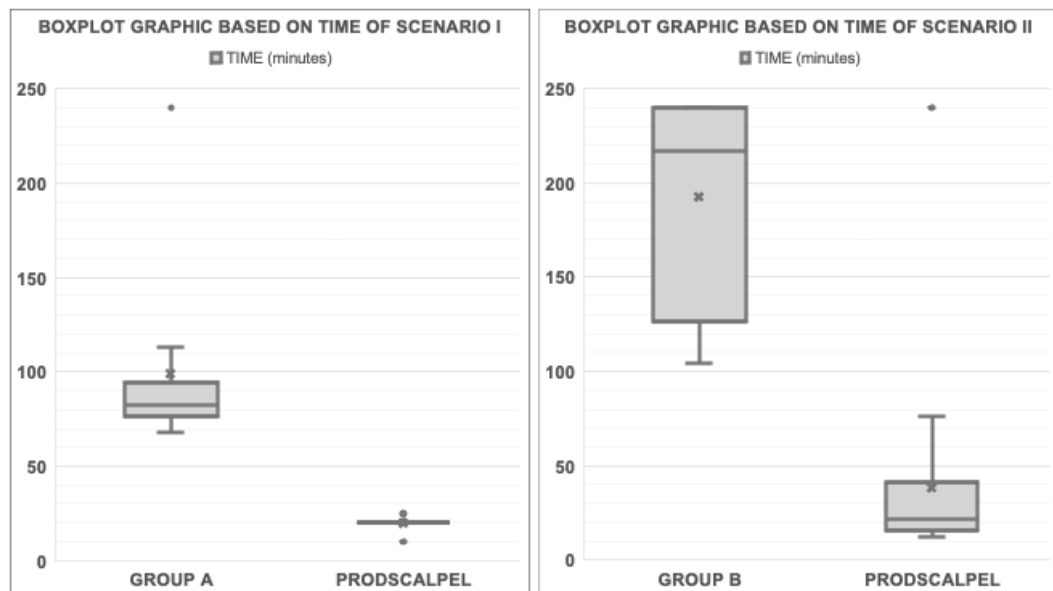 BOXPLOT GRAPHIC BASED ON TIME OF SCENARIO I
TIME (minutes)
250
200
150
100
50
0
GROUP A
PRODSCALPEL
BOXPLOT GRAPHIC BASED ON TIME OF SCENARIO II
TIME (minutes)
250
200
150
100
50
0
GROUP B
PRODSCALPEL